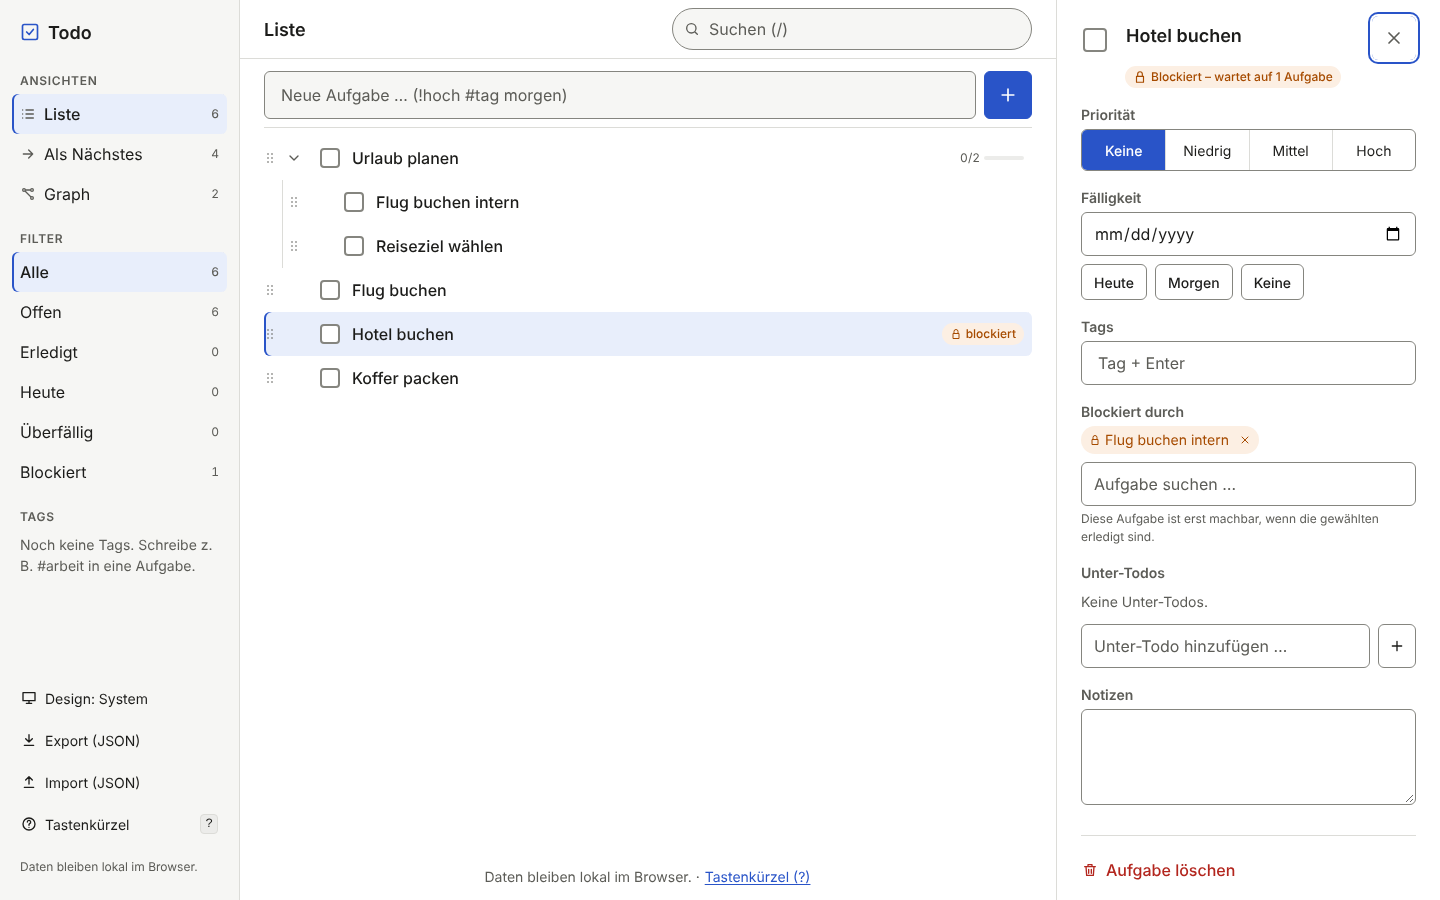 Todo
ANSICHTEN
Liste 6
Als Nächstes 4
Graph 2
FILTER
Alle 6
Offen 6
Erledigt 0
Heute 0
Überfällig 0
Blockiert 1
TAGS
Noch keine Tags. Schreibe z.
B. #arbeit in eine Aufgabe.
Design: System
Export (JSON)
Import (JSON)
Tastenkürzel ?
Daten bleiben lokal im Browser.
Liste
Suchen (/)
Neue Aufgabe ... (!hoch #tag morgen)
Urlaub planen 0/2
Flug buchen intern
Reiseziel wählen
Flug buchen
Hotel buchen blockiert
Koffer packen
Daten bleiben lokal im Browser. · Tastenkürzel (?)
Hotel buchen
Blockiert – wartet auf 1 Aufgabe
Priorität
Keine Niedrig Mittel Hoch
Fälligkeit
mm/dd/yyyy
Heute Morgen Keine
Tags
Tag + Enter
Blockiert durch
Flug buchen intern
Aufgabe suchen ...
Diese Aufgabe ist erst machbar, wenn die gewählten
erledigt sind.
Unter-Todos
Keine Unter-Todos.
Unter-Todo hinzufügen ...
Notizen
Aufgabe löschen